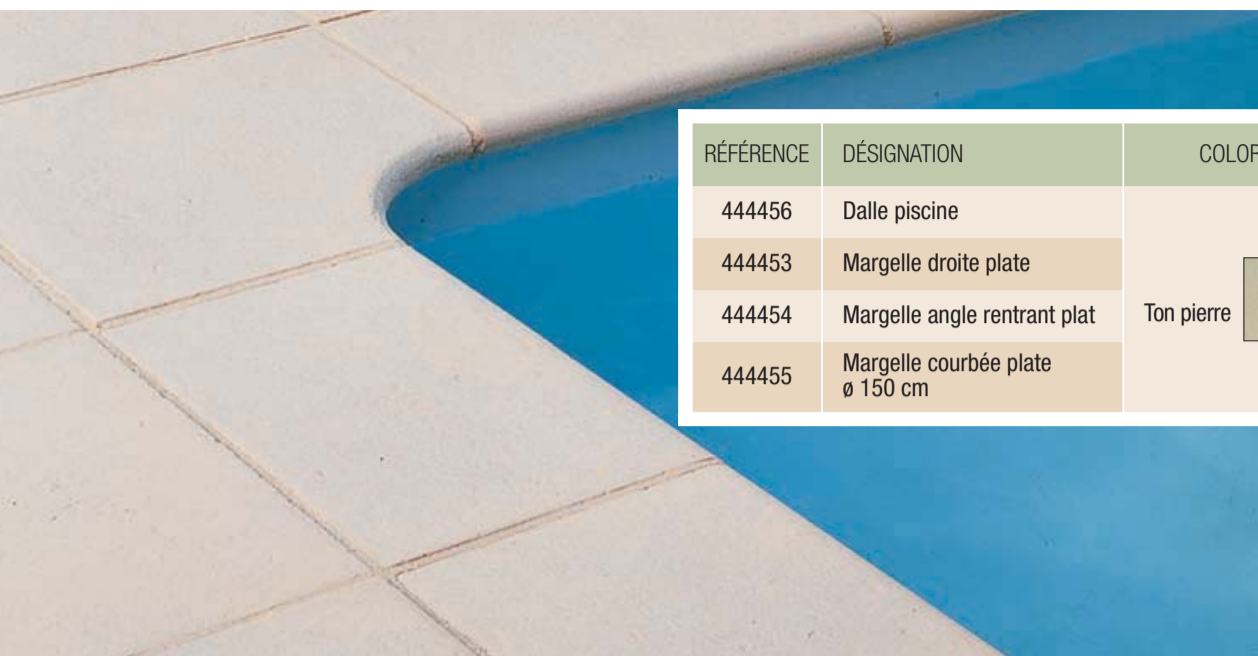 RÉFÉRENCE DÉSIGNATION
444456 Dalle piscine
444453 Margelle droite plate
444454 Margelle angle rentrant plat Ton pierre
444455 Margelle courbée plate
ø 150 cm